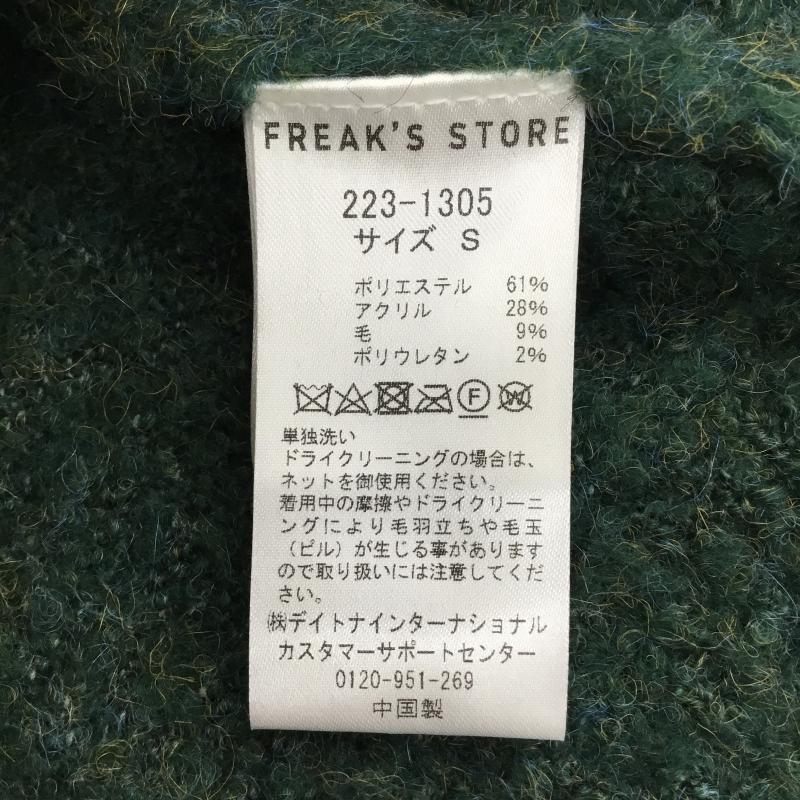 FREAK'S STORE
223-1305
サイズ S
ポリエステル 61%
アクリル 28%
毛 9%
ポリウレタン 2%
F W
単独洗い
ドライクリーニングの場合は、
ネットを御使用ください。
着用中の摩擦やドライクリーニ
ングにより毛羽立ちや毛玉
（ピル）が生じる事があります
ので取り扱いには注意してくだ
さい。
㈱デイトナインターナショナル
カスタマーサポートセンター
0120-951-269
中国製